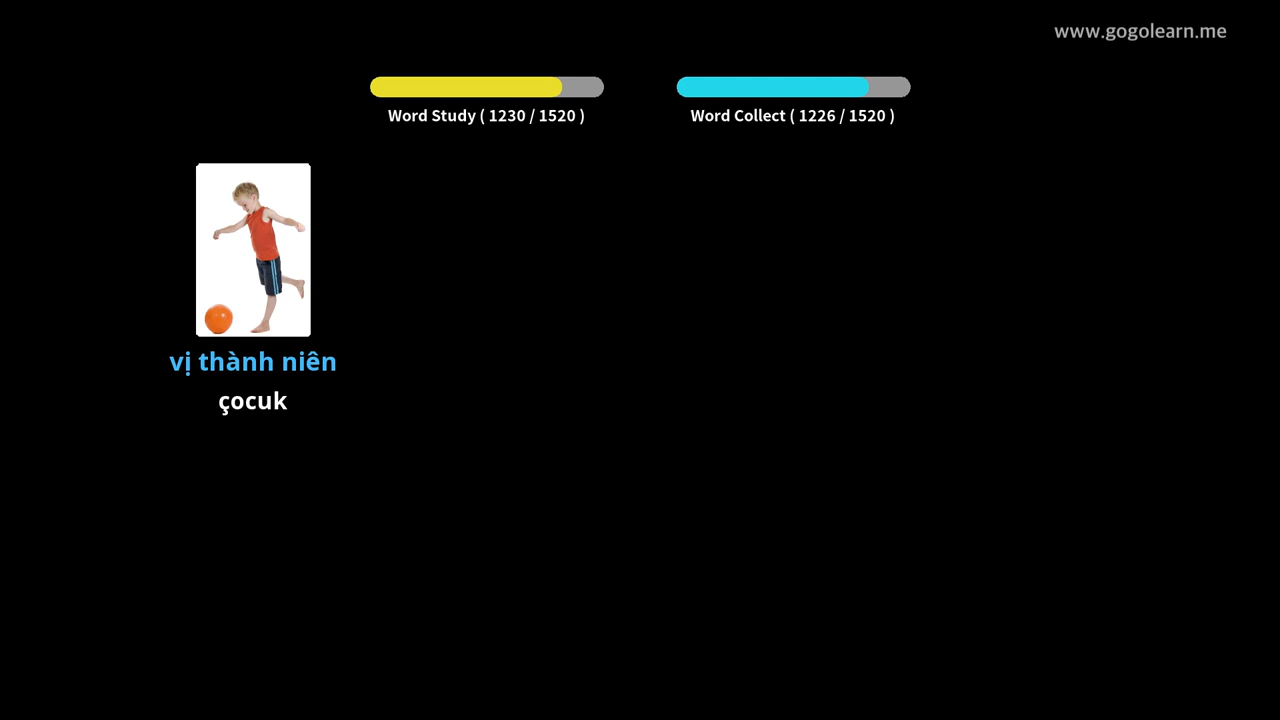 www.gogolearn.me
Word Study ( 1230 / 1520 )
Word Collect ( 1226 / 1520 )
vị thành niên
çocuk